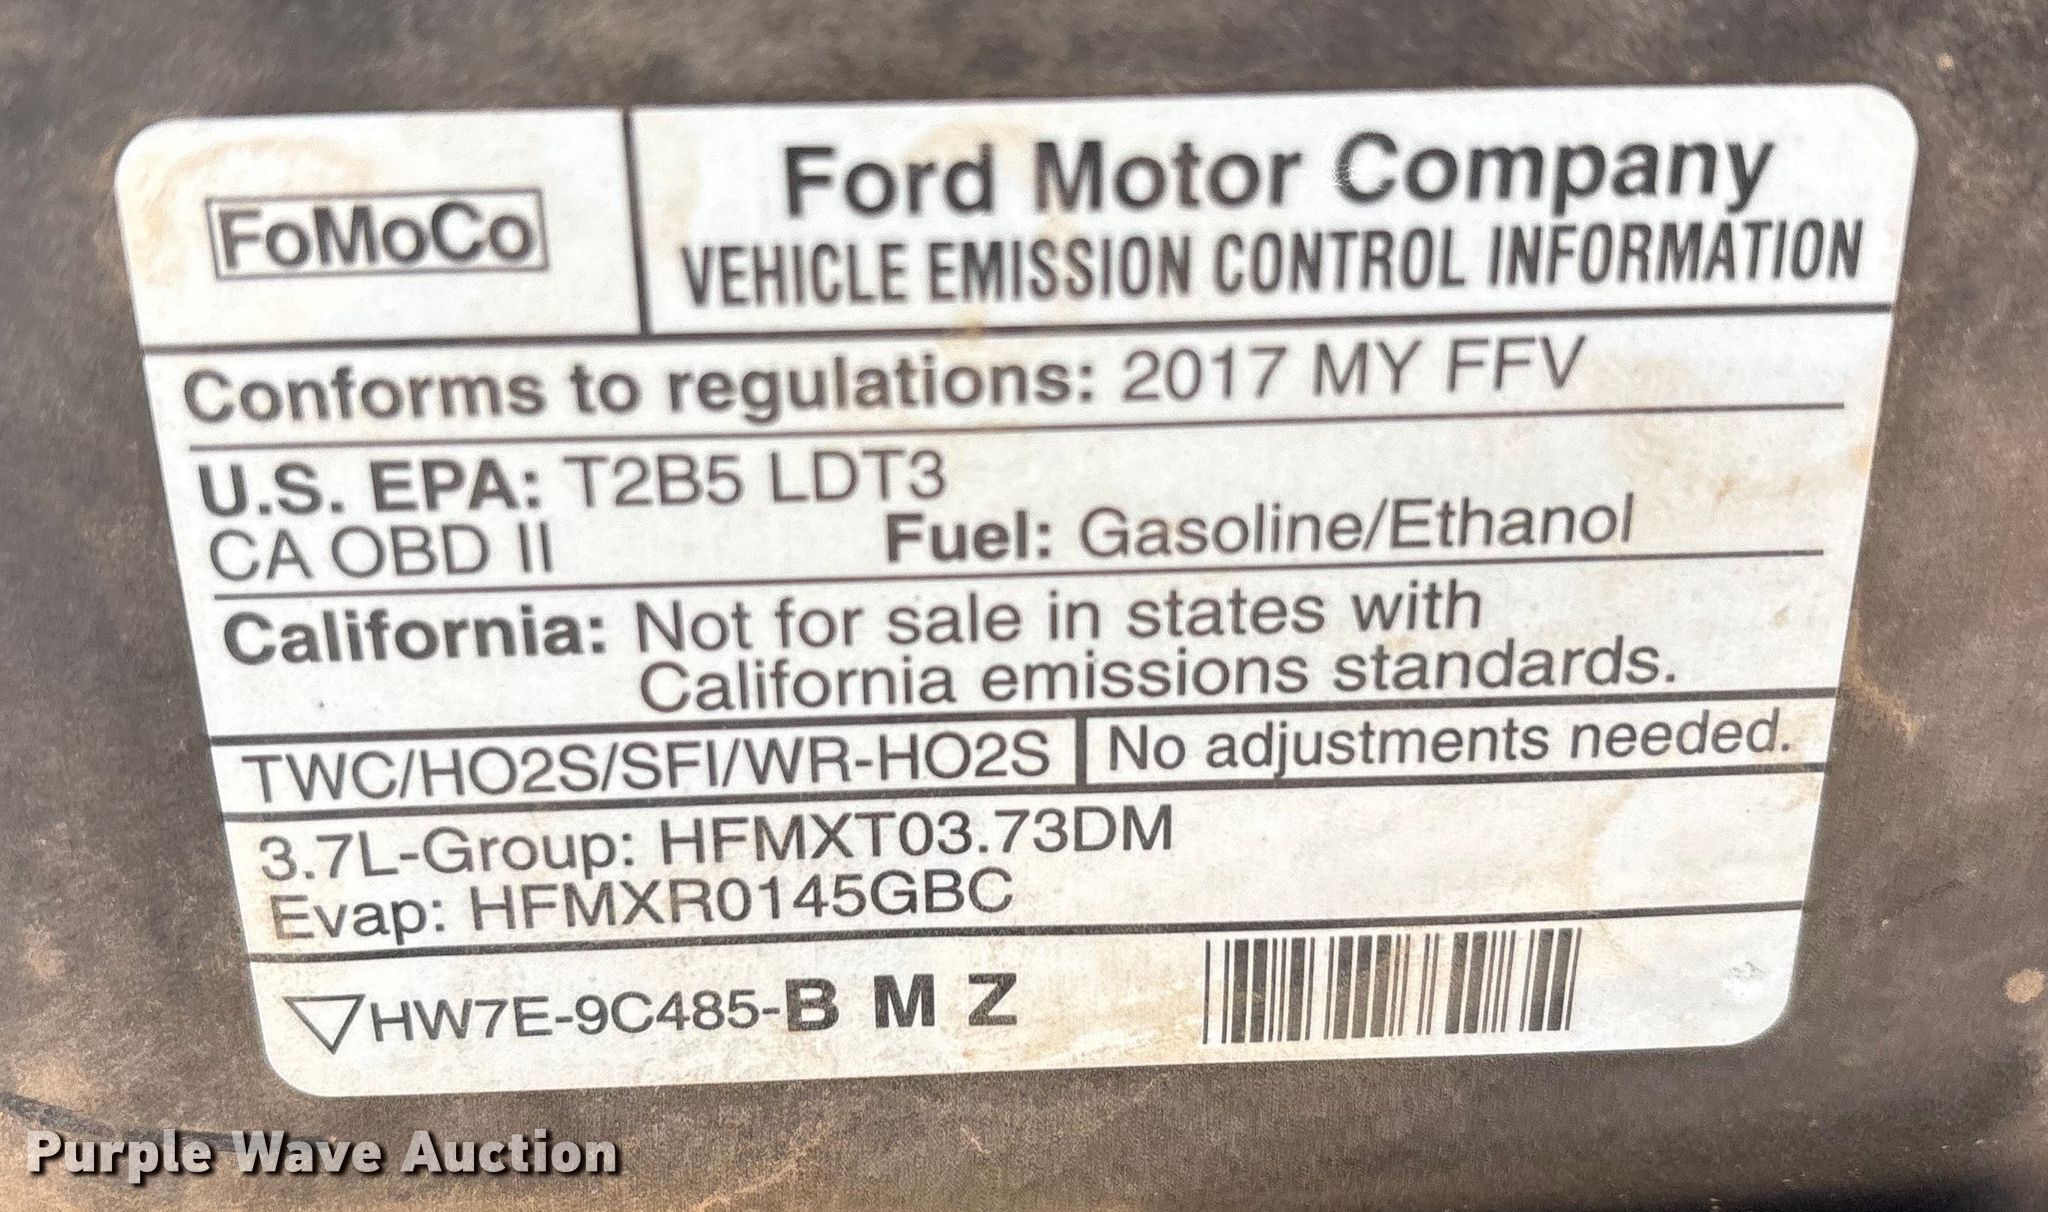 FoMoCo
Ford Motor Company
VEHICLE EMISSION CONTROL INFORMATION
Conforms to regulations: 2017 MY FFV
U.S. EPA: T2B5 LDT3
CA OBD II Fuel: Gasoline/Ethanol
California: Not for sale in states with
California emissions standards.
TWC/HO2S/SFI/WR-HO2S No adjustments needed.
3.7L-Group: HFMXT03.73DM
Evap: HFMXR0145GBC
HW7E-9C485-B M Z
Purple Wave Auction